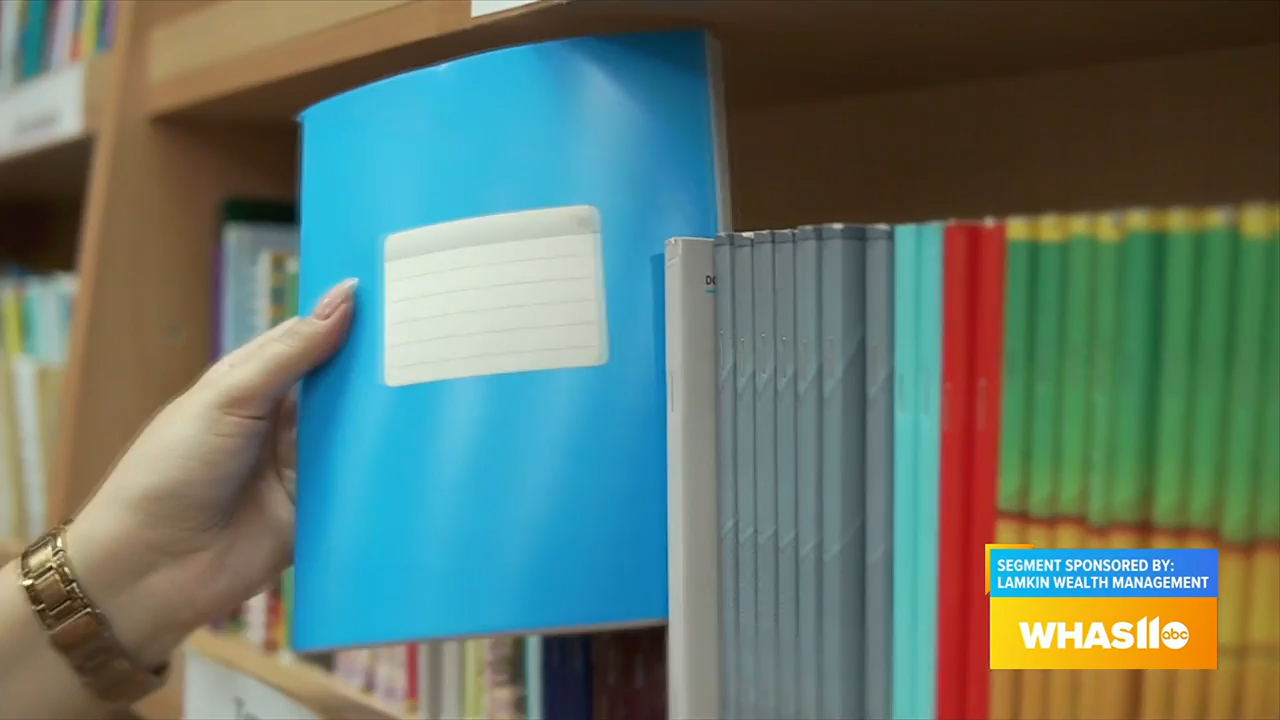 SEGMENT SPONSORED BY:
LAMKIN WEALTH MANAGEMENT
WHAS11 abc